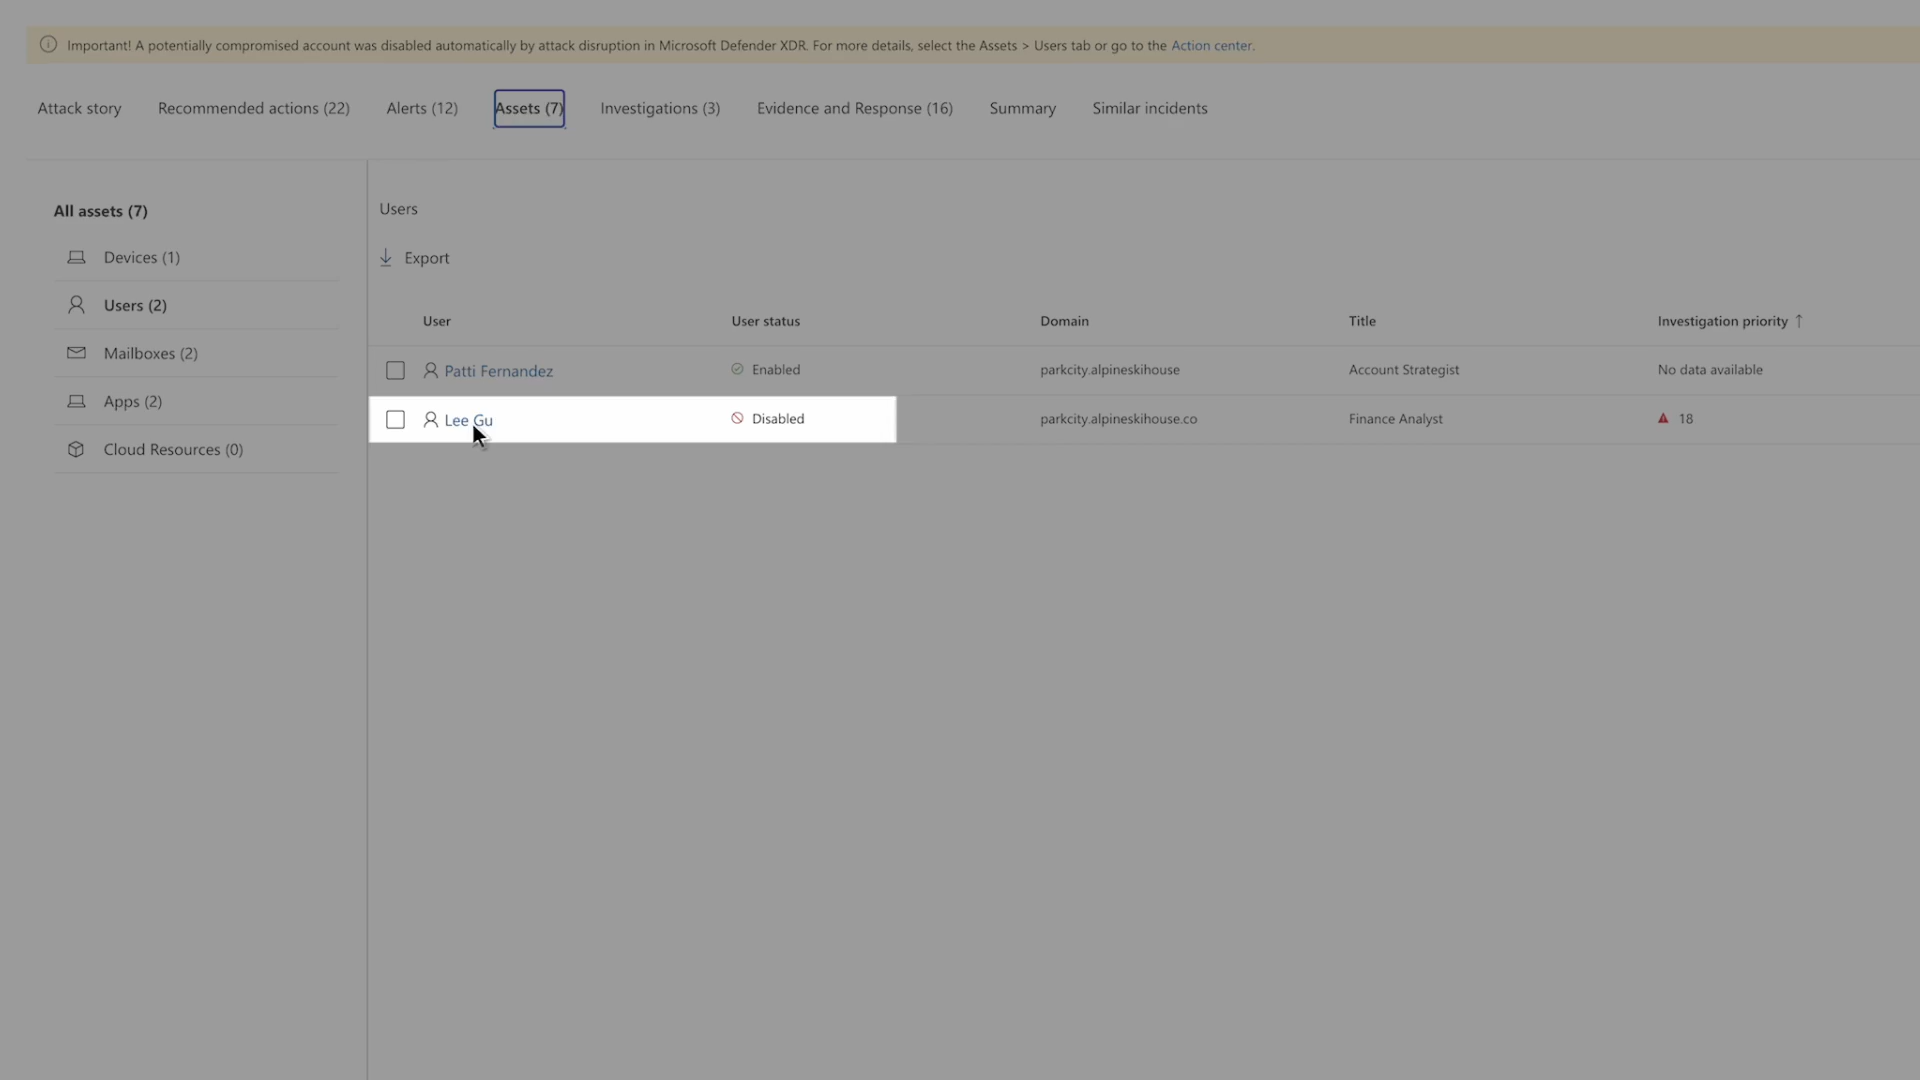 Important! A potentially compromised account was disabled automatically by attack disruption in Microsoft Defender XDR. For more details, select the Assets > Users tab or go to the Action center.
Attack story Recommended actions (22) Alerts (12) Assets (7) Investigations (3) Evidence and Response (16) Summary Similar incidents
All assets (7)
Devices (1)
Users (2)
Mailboxes (2)
Apps (2)
Cloud Resources (0)
Users
Export
User User status Domain Title Investigation priority ↑
Patti Fernandez Enabled parkcity.alpineskihouse Account Strategist No data available
Lee Gu Disabled parkcity.alpineskihouse.co Finance Analyst 18